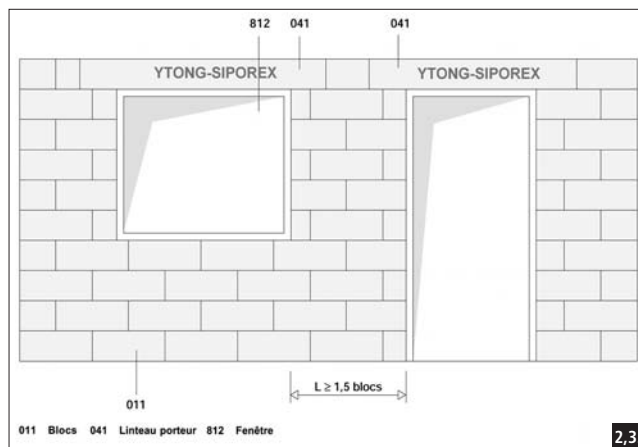 812 041 041
YTONG-SIPOREX YTONG-SIPOREX
L ≥ 1,5 blocs
011
011 Blocs 041 Linteau porteur 812 Fenêtre
2,3